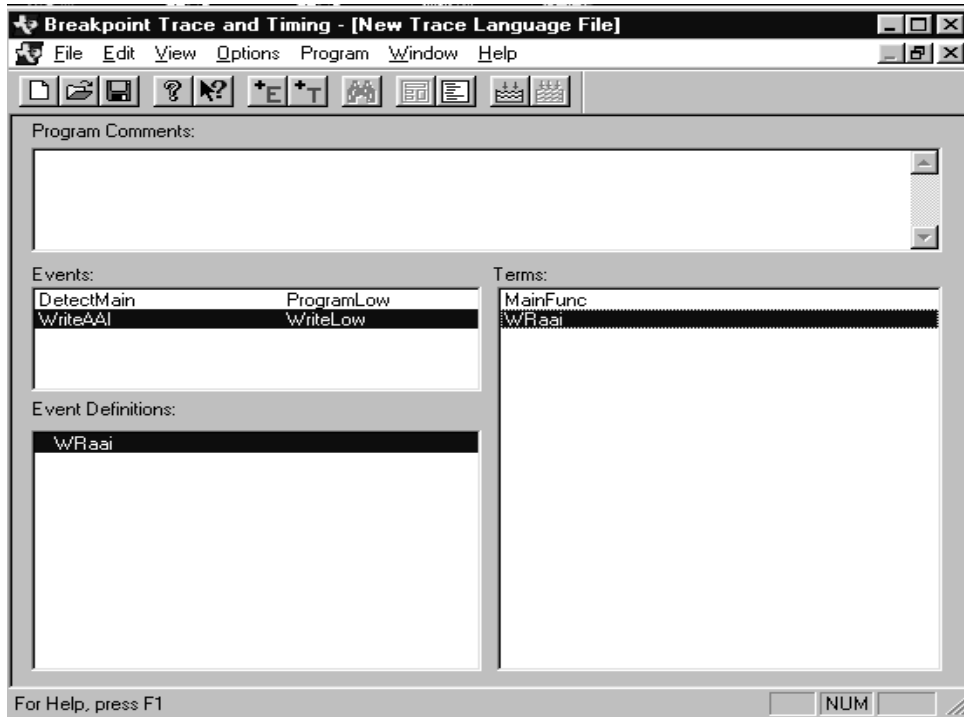 Breakpoint Trace and Timing - [New Trace Language File]
File Edit View Options Program Window Help
Program Comments:
Events:
DetectMain ProgramLow
WriteAAI WriteLow
Event Definitions:
WRaai
Terms:
MainFunc
WRaai
For Help, press F1
NUM